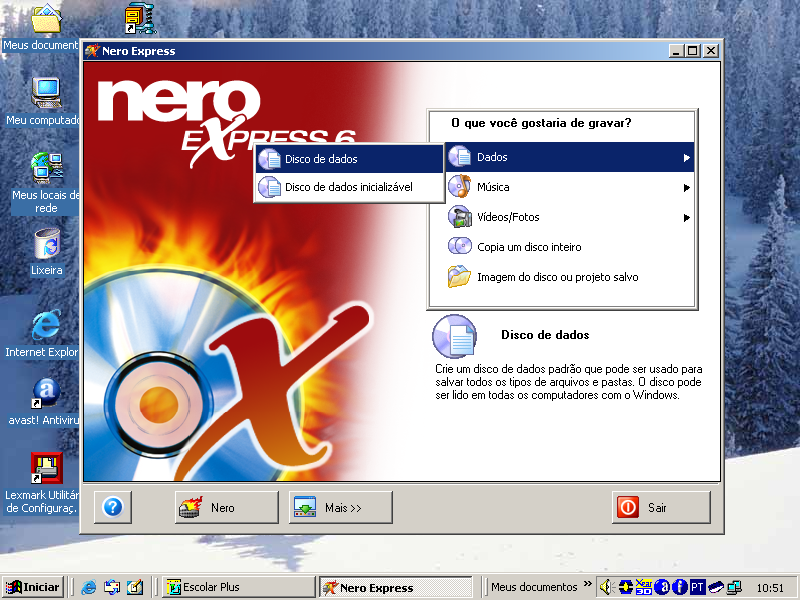 Meus document
Meu computado
Meus locais de
rede
Lixeira
Internet Explor
avast! Antiviru
Lexmark Utilitár
de Configuraç.
Nero Express
nero
EXPRESS 6
O que você gostaria de gravar?
Disco de dados
Disco de dados inicializável
Dados
Música
Vídeos/Fotos
Copia um disco inteiro
Imagem do disco ou projeto salvo
Disco de dados
Crie um disco de dados padrão que pode ser usado para
salvar todos os tipos de arquivos e pastas. O disco pode
ser lido em todas os computadores com o Windows.
Nero
Mais >>
Sair
Iniciar
Escolar Plus
Nero Express
Meus documentos
»
PT
10:51